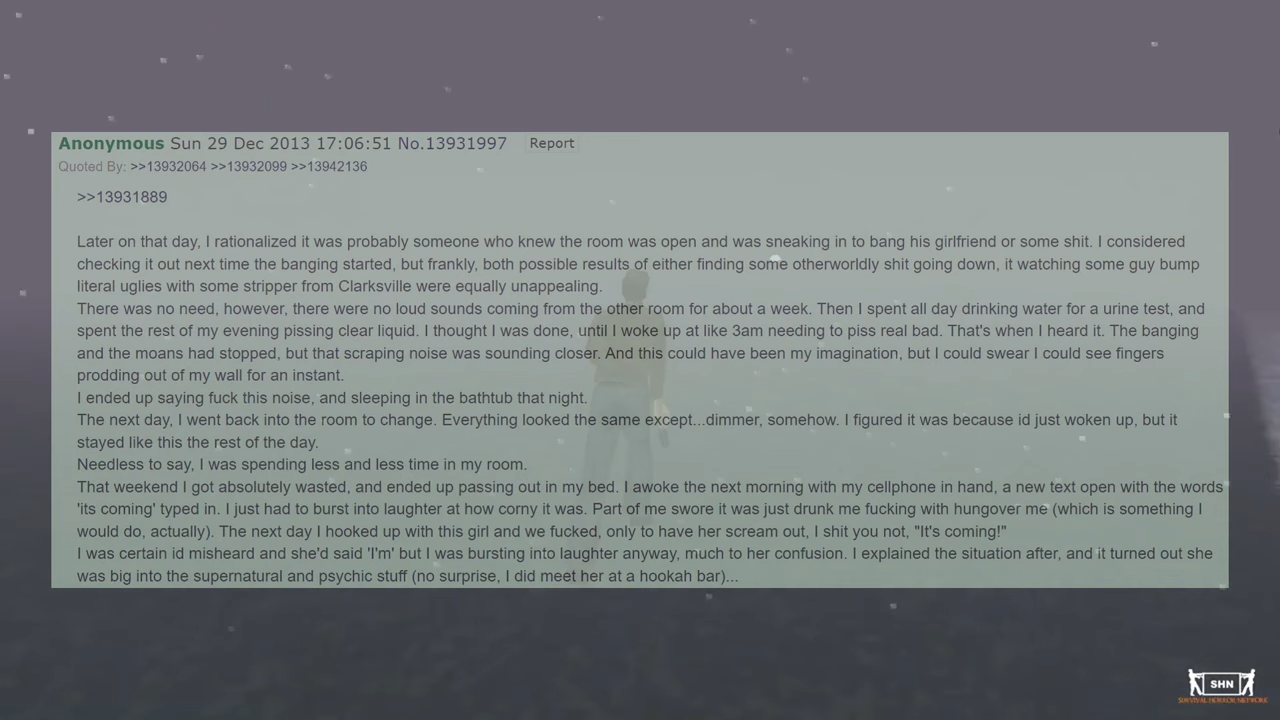 Anonymous Sun 29 Dec 2013 17:06:51 No.13931997 Report
Quoted By: >>13932064 >>13932099 >>13942136
>>13931889
Later on that day, I rationalized it was probably someone who knew the room was open and was sneaking in to bang his girlfriend or some shit. I considered
checking it out next time the banging started, but frankly, both possible results of either finding some otherworldly shit going down, it watching some guy bump
literal uglies with some stripper from Clarksville were equally unappealing.
There was no need, however, there were no loud sounds coming from the other room for about a week. Then I spent all day drinking water for a urine test, and
spent the rest of my evening pissing clear liquid. I thought I was done, until I woke up at like 3am needing to piss real bad. That's when I heard it. The banging
and the moans had stopped, but that scraping noise was sounding closer. And this could have been my imagination, but I could swear I could see fingers
prodding out of my wall for an instant.
I ended up saying fuck this noise, and sleeping in the bathtub that night.
The next day, I went back into the room to change. Everything looked the same except...dimmer, somehow. I figured it was because id just woken up, but it
stayed like this the rest of the day.
Needless to say, I was spending less and less time in my room.
That weekend I got absolutely wasted, and ended up passing out in my bed. I awoke the next morning with my cellphone in hand, a new text open with the words
'its coming' typed in. I just had to burst into laughter at how corny it was. Part of me swore it was just drunk me fucking with hungover me (which is something I
would do, actually). The next day I hooked up with this girl and we fucked, only to have her scream out, I shit you not, "It's coming!"
I was certain id misheard and she'd said 'I'm' but I was bursting into laughter anyway, much to her confusion. I explained the situation after, and it turned out she
was big into the supernatural and psychic stuff (no surprise, I did meet her at a hookah bar)...
SHN
SURVIVAL HORROR NETWORK